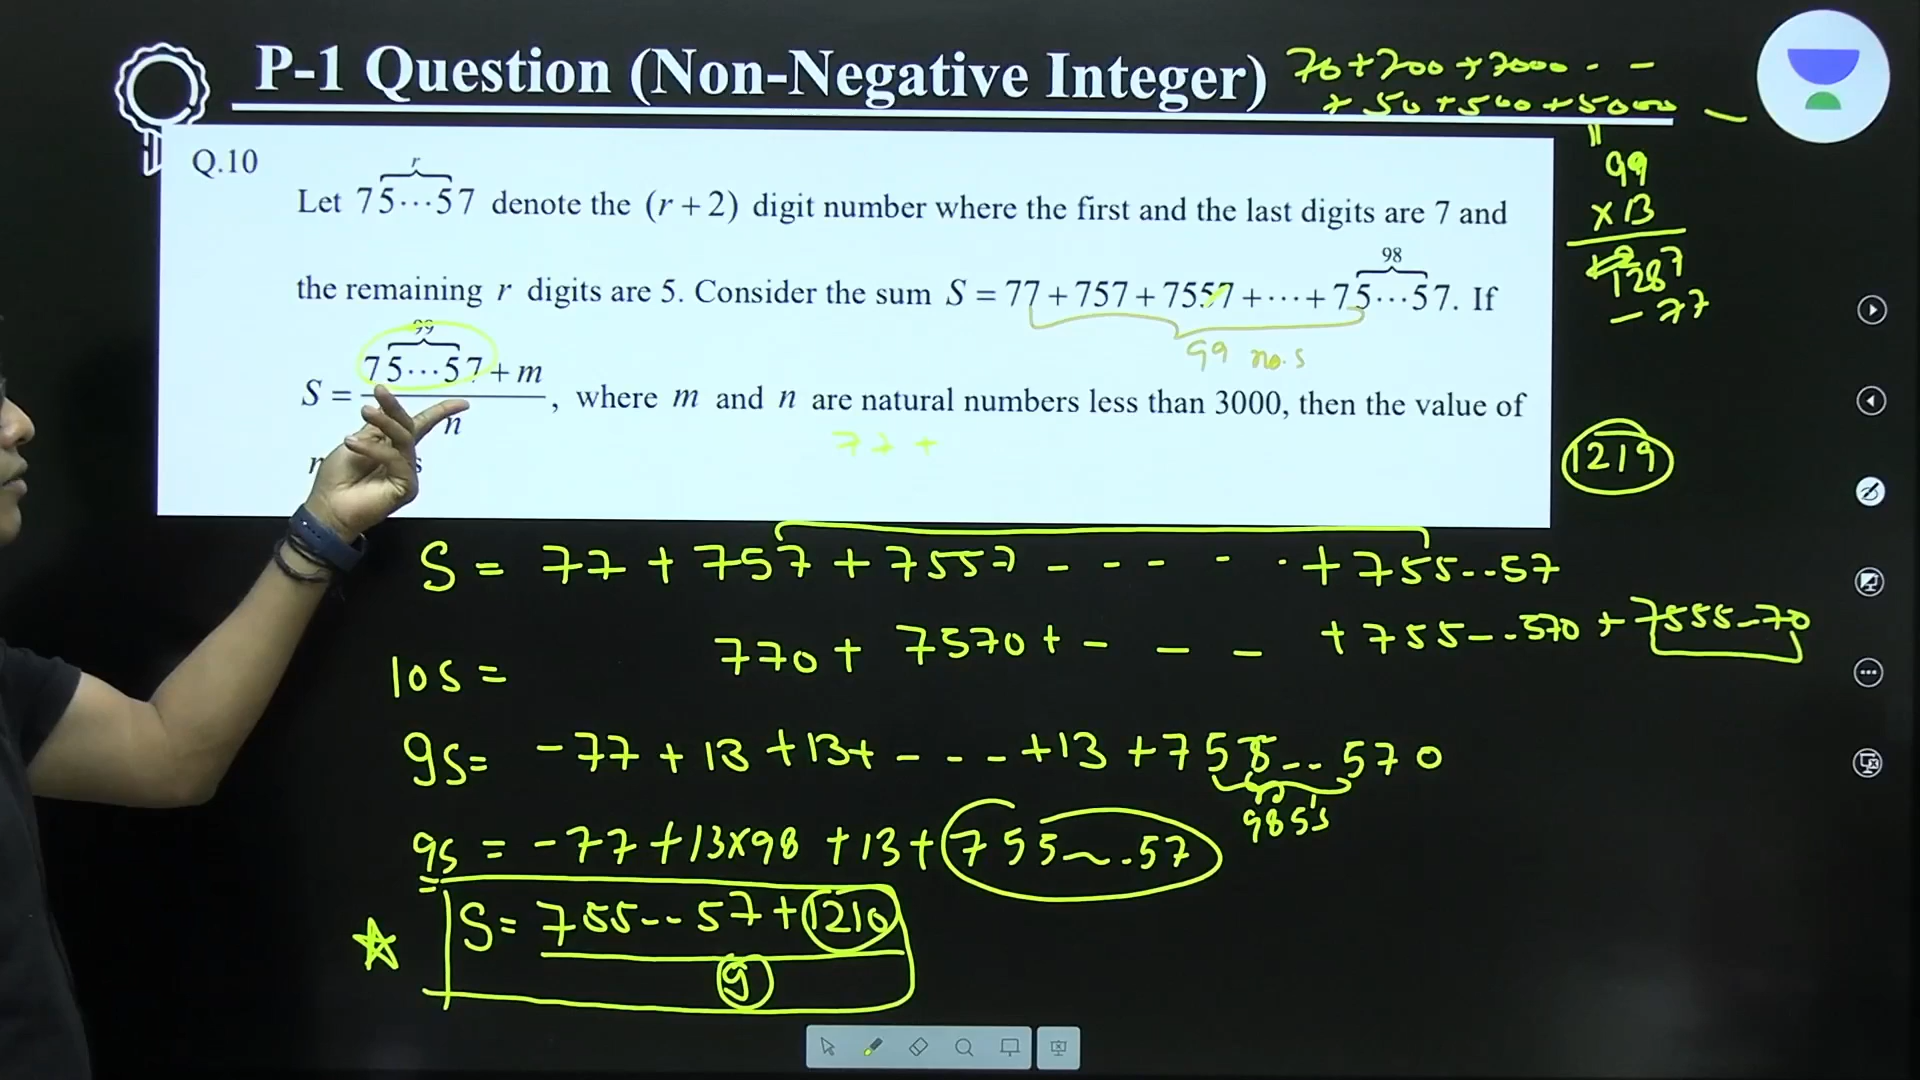 P-1 Question (Non-Negative Integer)
70+700+7000 - -
+50+500+5000 -
Q.10
r
Let 75⋯57 denote the (r + 2) digit number where the first and the last digits are 7 and
98
the remaining r digits are 5. Consider the sum S = 77 + 757 + 7557 + ⋯ + 75⋯57. If
99
S = 75⋯57 + m
n
, where m and n are natural numbers less than 3000, then the value of
99 no.s
77 +
99
×13
1287
- 77
1219
S = 77 + 757 + 7557 - - - - - + 755--57
10S = 770 + 7570 + - - - + 755--570 + 7555-70
9S= -77 + 13 +13+ - - - +13 +755--570
98 5s
9S = -77 +13×98 +13+ 755~.57
S= 755--57+1210
9